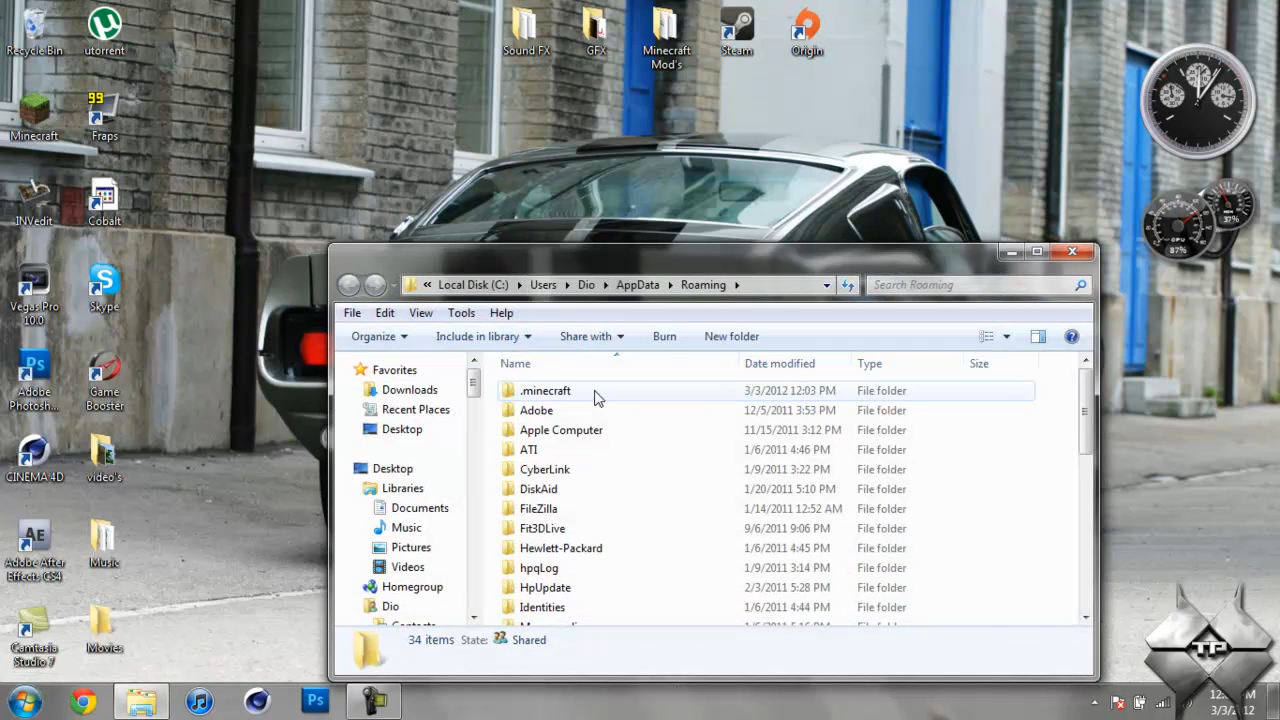 Recycle Bin
utorrent
Sound FX
GFX
Minecraft
Mod's
Steam
Origin
99
Minecraft
Fraps
INVedit
Cobalt
37%
87%
Vegas Pro
10.0
Skype
Adobe
Photosh...
Game
Booster
CINEMA 4D
video's
Ps
Ae
Adobe After
Effects CS4
Music
Camtasia
Studio 7
Movies
« Local Disk (C:)
Users
Dio
AppData
Roaming
Search Roaming
File
Edit
View
Tools
Help
Organize
Include in library
Share with
Burn
New folder
Name
Date modified
Type
Size
Favorites
Downloads
Recent Places
Desktop
Desktop
Libraries
Documents
Music
Pictures
Videos
Homegroup
Dio
.minecraft 3/3/2012 12:03 PM File folder
Adobe 12/5/2011 3:53 PM File folder
Apple Computer 11/15/2011 3:12 PM File folder
ATI 1/6/2011 4:46 PM File folder
CyberLink 1/9/2011 3:22 PM File folder
DiskAid 1/20/2011 5:10 PM File folder
FileZilla 1/14/2011 12:52 AM File folder
Fit3DLive 9/6/2011 9:06 PM File folder
Hewlett-Packard 1/6/2011 4:45 PM File folder
hpqLog 1/9/2011 3:14 PM File folder
HpUpdate 2/3/2011 5:28 PM File folder
Identities 1/6/2011 4:44 PM File folder
34 items State: Shared
Ps
TP
3/3/2012